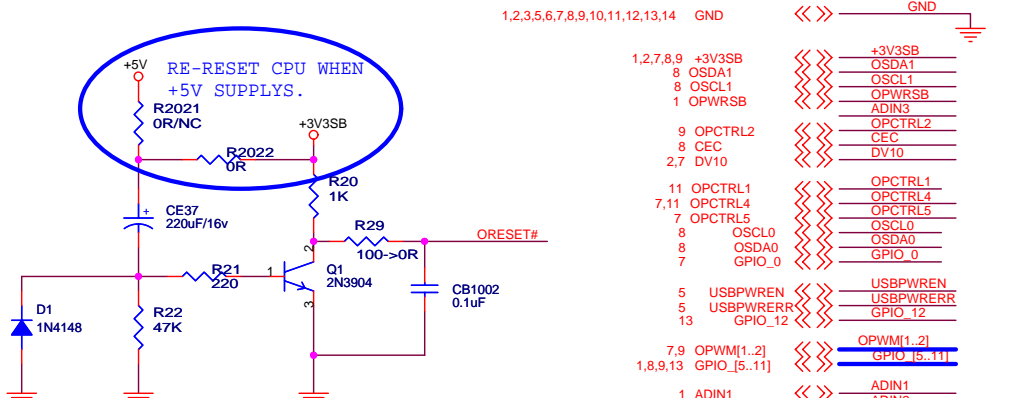 +5V
RE-RESET CPU WHEN
+5V SUPPLYS.
R2021
0R/NC
+3V3SB
R2022
0R
R20
1K
CE37
220uF/16v
+
R29
100->0R
ORESET#
R21
220
1
2
3
Q1
2N3904
CB1002
0.1uF
D1
1N4148
R22
47K
1,2,3,5,6,7,8,9,10,11,12,13,14 GND GND
1,2,7,8,9 +3V3SB +3V3SB
8 OSDA1 OSDA1
8 OSCL1 OSCL1
1 OPWRSB OPWRSB
ADIN3
9 OPCTRL2 OPCTRL2
8 CEC CEC
2,7 DV10 DV10
11 OPCTRL1 OPCTRL1
7,11 OPCTRL4 OPCTRL4
7 OPCTRL5 OPCTRL5
8 OSCL0 OSCL0
8 OSDA0 OSDA0
7 GPIO_0 GPIO_0
5 USBPWREN USBPWREN
5 USBPWRERR USBPWRERR
13 GPIO_12 GPIO_12
7,9 OPWM[1..2] OPWM[1..2]
1,8,9,13 GPIO_[5..11] GPIO_[5..11]
1 ADIN1 ADIN1